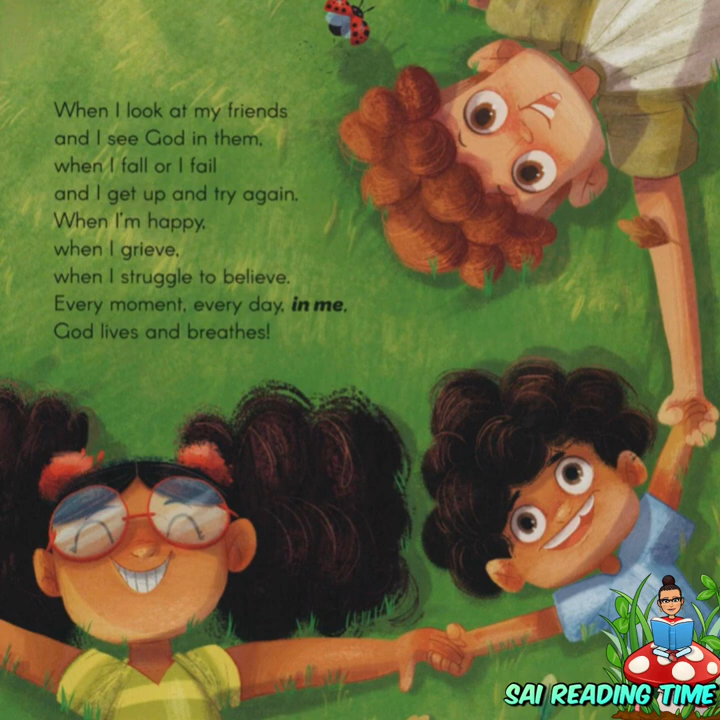 When I look at my friends
and I see God in them,
when I fall or I fail
and I get up and try again.
When I'm happy,
when I grieve,
when I struggle to believe.
Every moment, every day, in me,
God lives and breathes!
SAI READING TIME